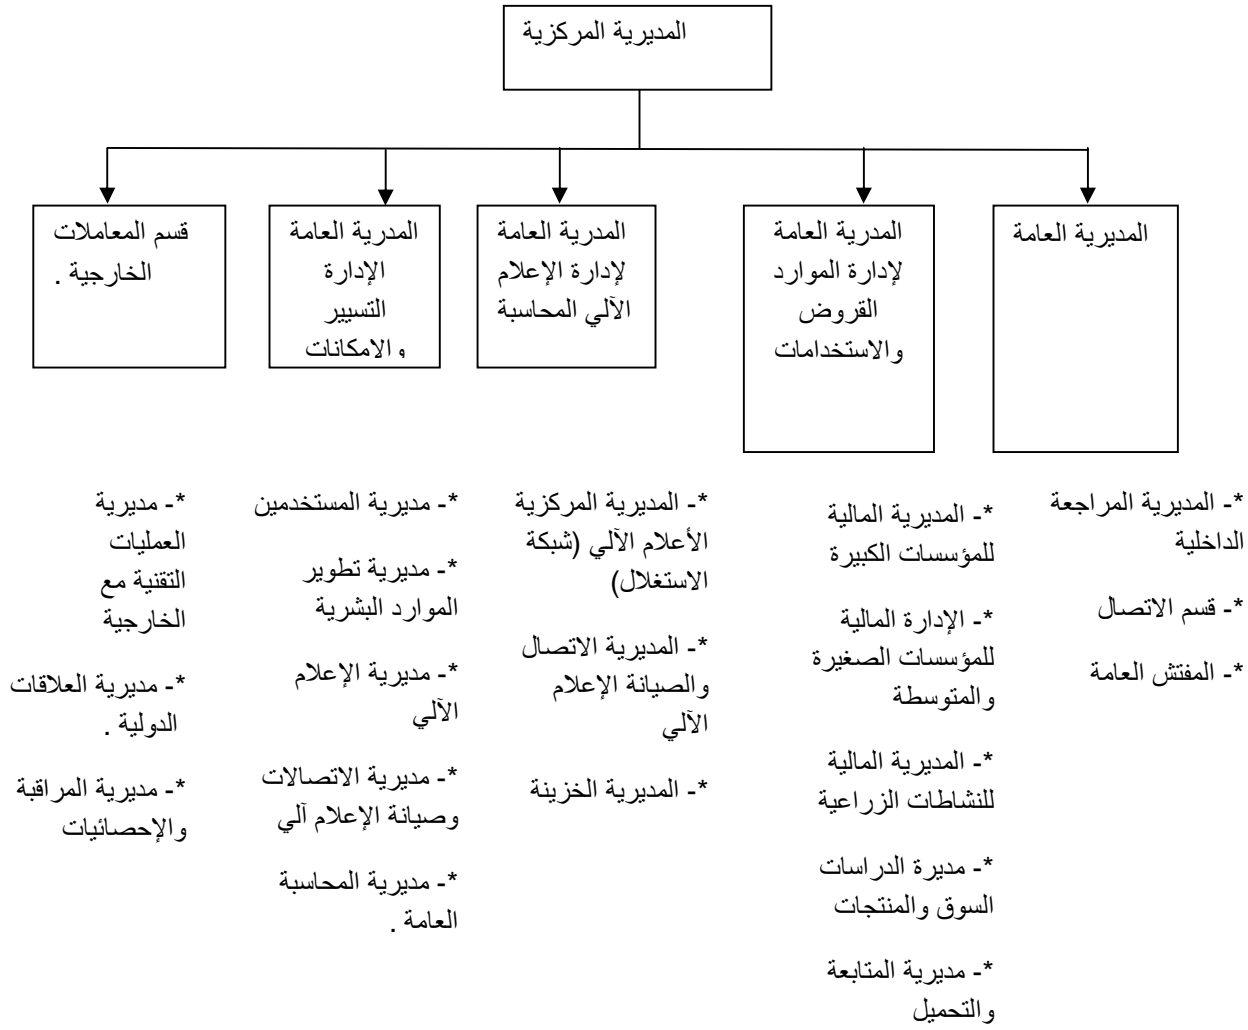 المديرية المركزية
المديرية العامة
المدرية العامة
لإدارة الموارد
القروض
والاستخدامات
المدرية العامة
لإدارة الإعلام
الآلي المحاسبة
المدرية العامة
الإدارة
التسيير
والامكانات
قسم المعاملات
الخارجية .
*- المديرية المراجعة
الداخلية
*- قسم الاتصال
*- المفتش العامة
*- المديرية المالية
للمؤسسات الكبيرة
*- الإدارة المالية
للمؤسسات الصغيرة
والمتوسطة
*- المديرية المالية
للنشاطات الزراعية
*- مديرة الدراسات
السوق والمنتجات
*- مديرية المتابعة
والتحميل
*- المديرية المركزية
الأعلام الآلي (شبكة
الاستغلال)
*- المديرية الاتصال
والصيانة الإعلام
الآلي
*- المديرية الخزينة
*- مديرية المستخدمين
*- مديرية تطوير
الموارد البشرية
*- مديرية الإعلام
الآلي
*- مديرية الاتصالات
وصيانة الإعلام آلي
*- مديرية المحاسبة
العامة .
*- مديرية
العمليات
التقنية مع
الخارجية
*- مديرية العلاقات
الدولية .
*- مديرية المراقبة
والإحصائيات